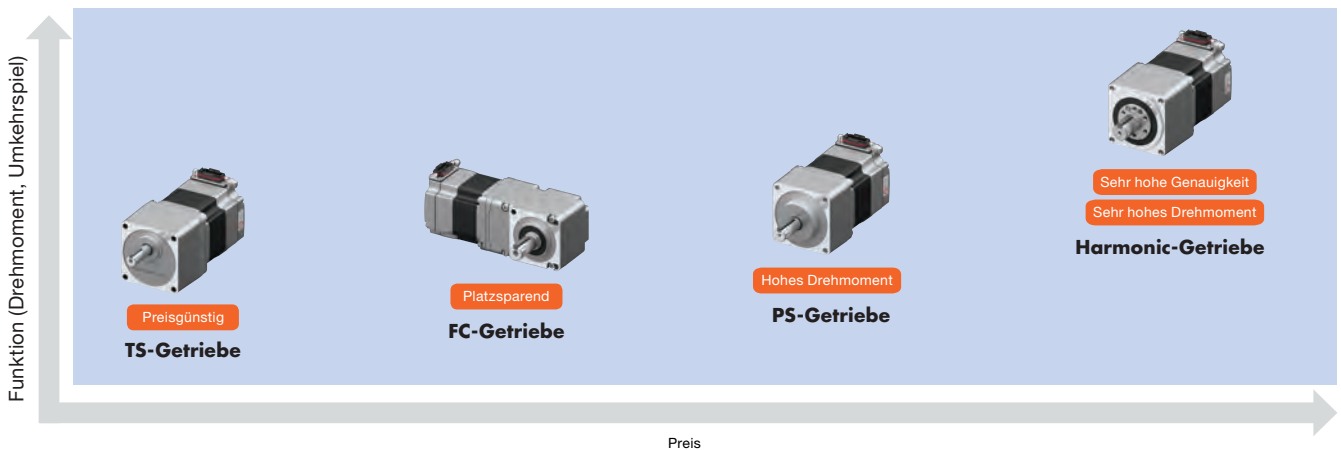 Funktion (Drehmoment, Umkehrspiel)
Preisgünstig
TS-Getriebe
Platzsparend
FC-Getriebe
Hohes Drehmoment
PS-Getriebe
Sehr hohe Genauigkeit
Sehr hohes Drehmoment
Harmonic-Getriebe
Preis